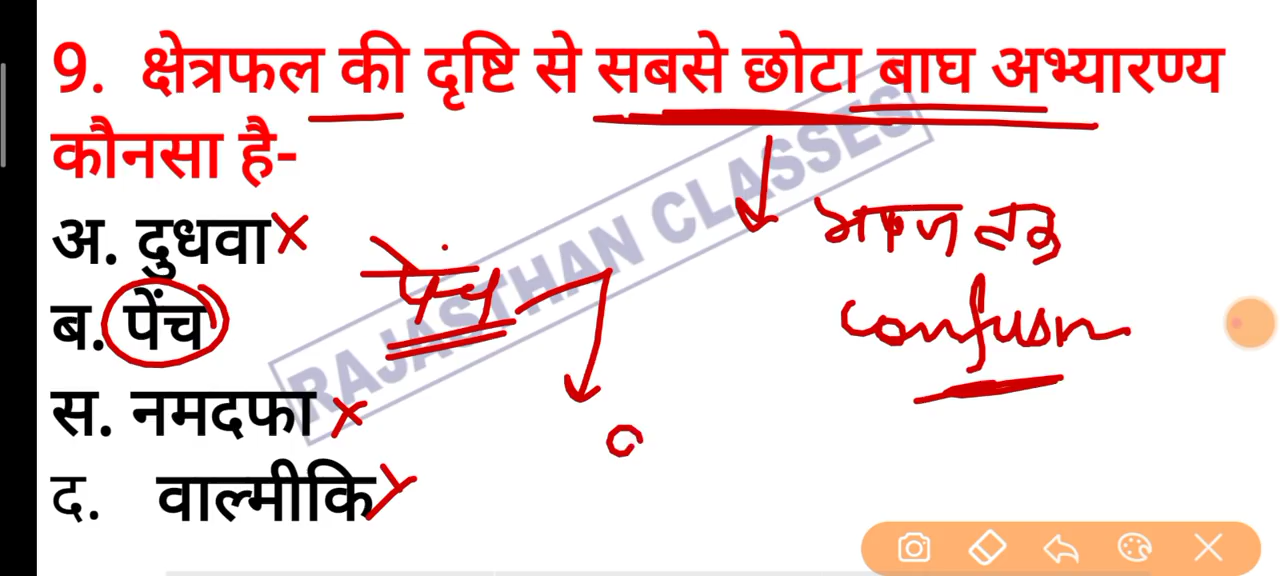 9. क्षेत्रफल की दृष्टि से सबसे छोटा बाघ अभ्यारण्य
कौनसा है-
अ. दुधवा
ब. पेंच
स. नमदफा
द. वाल्मीकि
पेंच
confusn
RAJASTHAN CLASSES